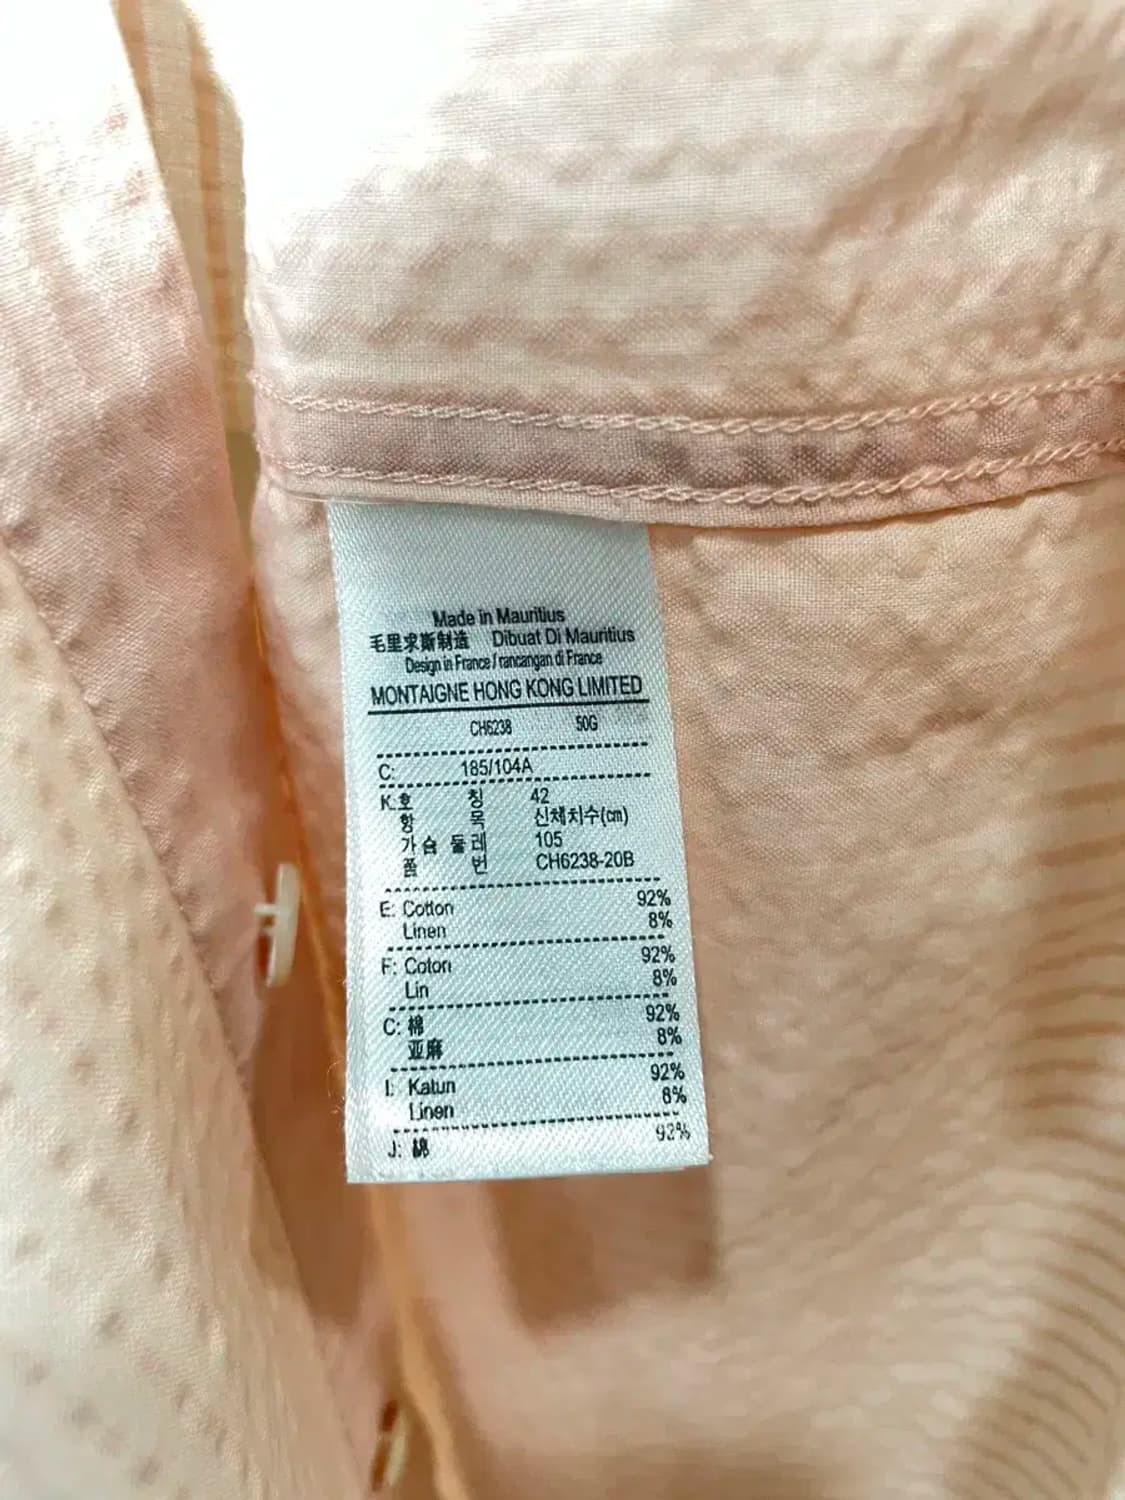 Made in Mauritius
毛里求斯制造 Dibuat Di Mauritius
Design in France / rancangan di France
MONTAIGNE HONG KONG LIMITED
CH6238 50G
C: 185/104A
K: 호 칭 42
항 목 신체치수(cm)
가슴둘레 105
품 번 CH6238-20B
E: Cotton 92%
Linen 8%
F: Coton 92%
Lin 8%
C: 棉 92%
亚麻 8%
I: Katun 92%
Linen 8%
J: 綿 92%